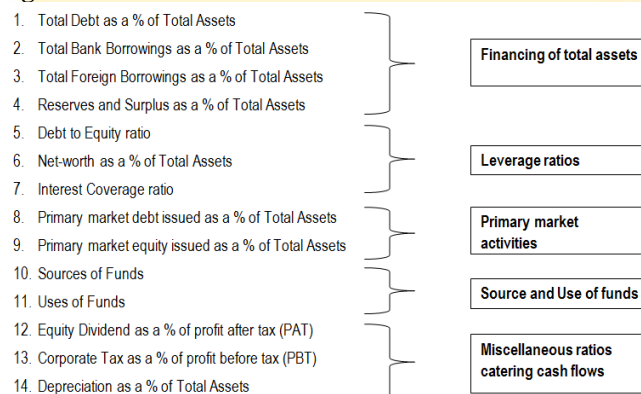 1. Total Debt as a % of Total Assets
2. Total Bank Borrowings as a % of Total Assets
3. Total Foreign Borrowings as a % of Total Assets
4. Reserves and Surplus as a % of Total Assets
Financing of total assets
5. Debt to Equity ratio
6. Net-worth as a % of Total Assets
7. Interest Coverage ratio
Leverage ratios
8. Primary market debt issued as a % of Total Assets
9. Primary market equity issued as a % of Total Assets
Primary market
activities
10. Sources of Funds
11. Uses of Funds
Source and Use of funds
12. Equity Dividend as a % of profit after tax (PAT)
13. Corporate Tax as a % of profit before tax (PBT)
14. Depreciation as a % of Total Assets
Miscellaneous ratios
catering cash flows